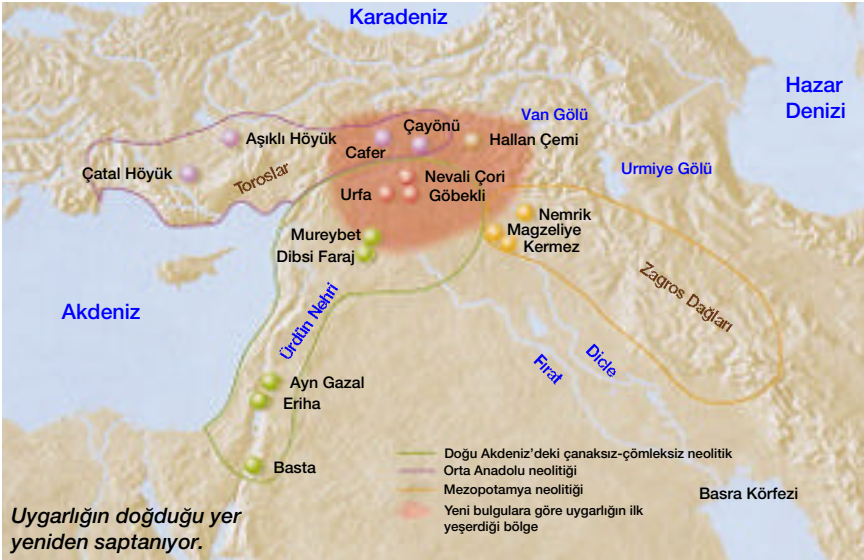 Karadeniz
Hazar
Denizi
Van Gölü
Çayönü
Aşıklı Höyük
Hallan Çemi
Cafer
Urmiye Gölü
Çatal Höyük
Toroslar
Nevali Çori
Urfa
Göbekli
Nemrik
Mureybet
Magzeliye
Dibsi Faraj
Kermez
Zagros Dağları
Akdeniz
Ürdün Nehri
Dicle
Fırat
Ayn Gazal
Eriha
Basta
Doğu Akdeniz'deki çanaksız-çömleksiz neolitik
Orta Anadolu neolitiği
Mezopotamya neolitiği
Yeni bulgulara göre uygarlığın ilk
yeşerdiği bölge
Basra Körfezi
Uygarlığın doğduğu yer
yeniden saptanıyor.